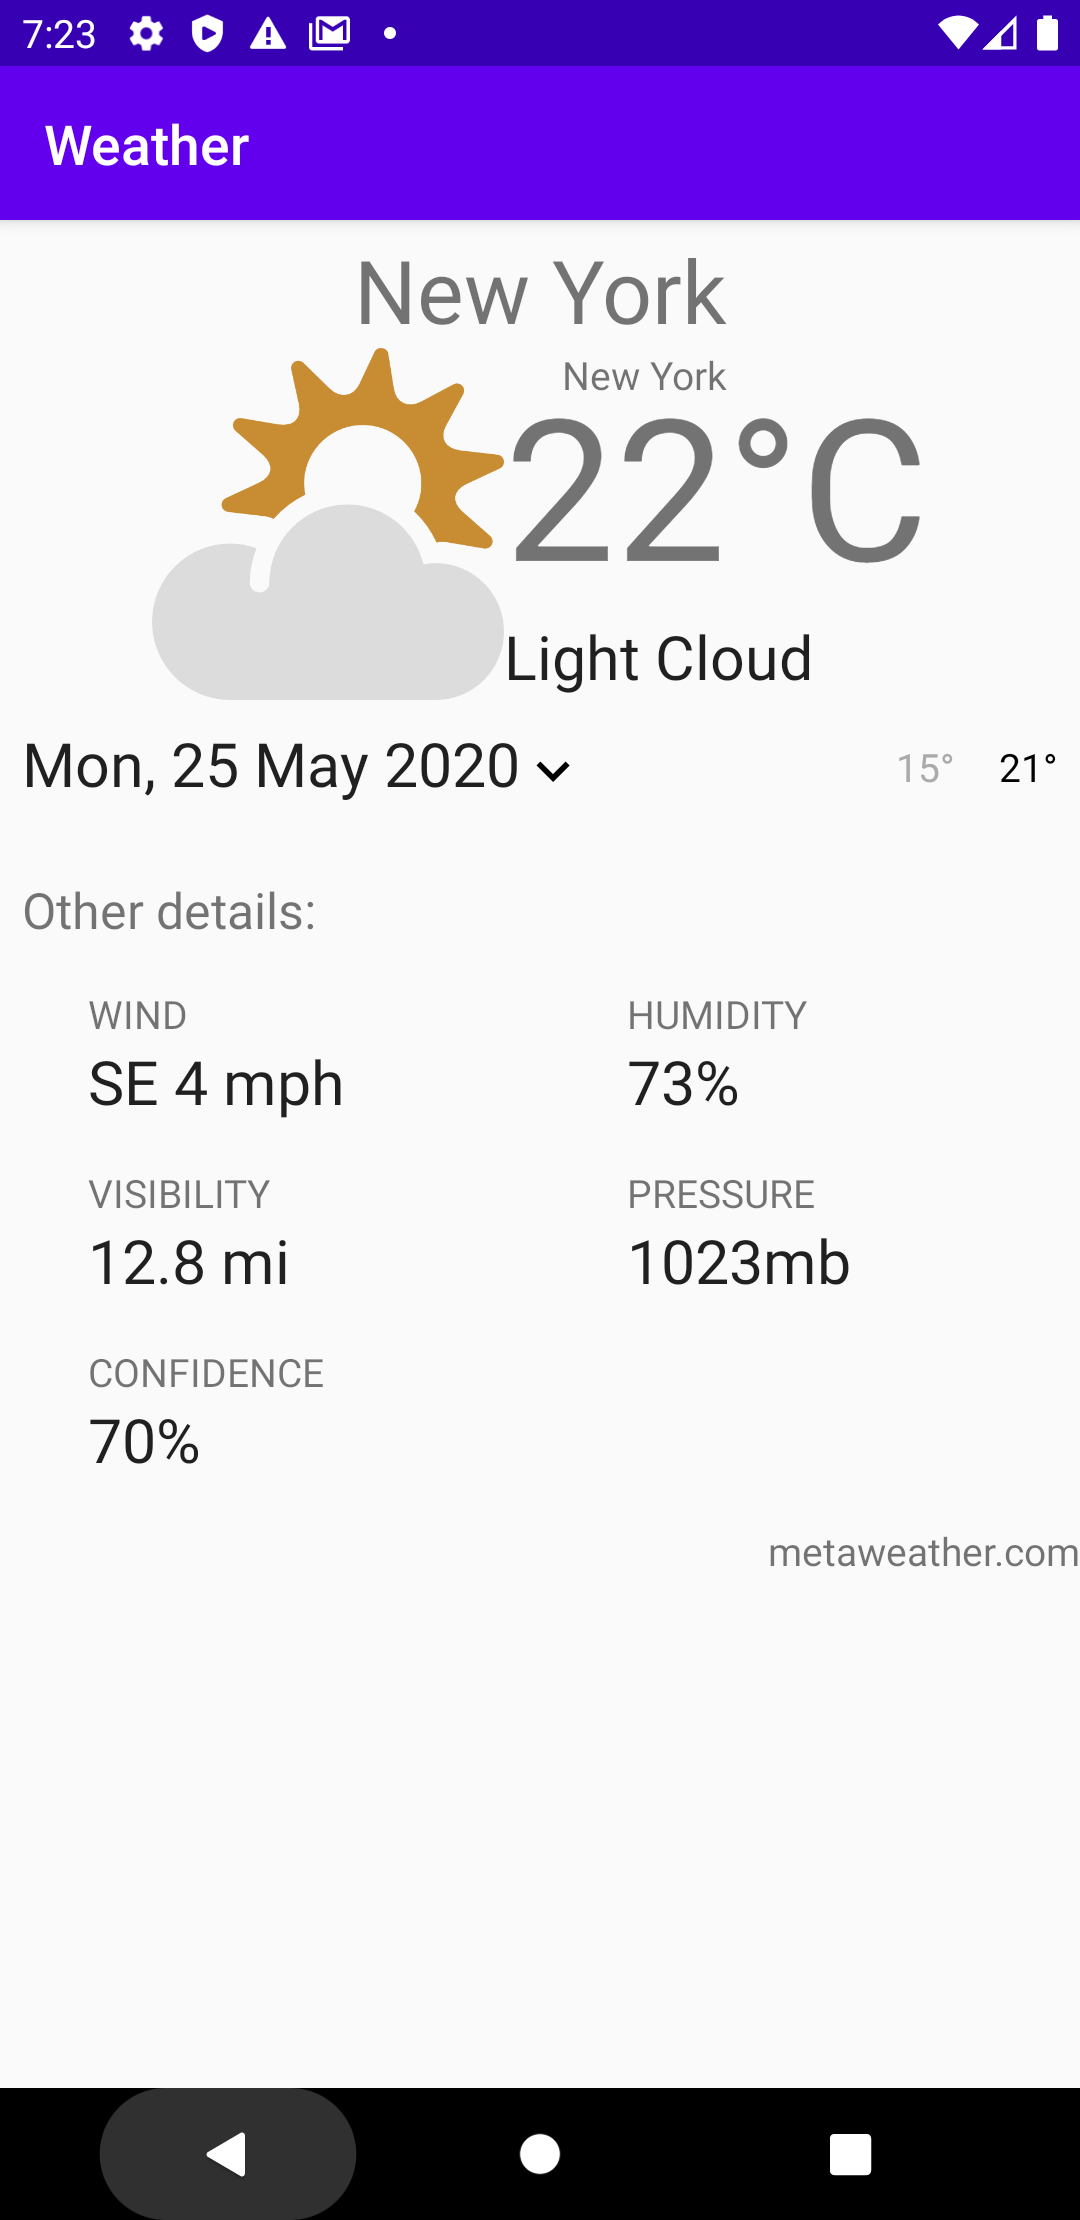 7:23
Weather
New York
New York
22°C
Light Cloud
Mon, 25 May 2020 15° 21°
Other details:
WIND HUMIDITY
SE 4 mph 73%
VISIBILITY PRESSURE
12.8 mi 1023mb
CONFIDENCE
70%
metaweather.com